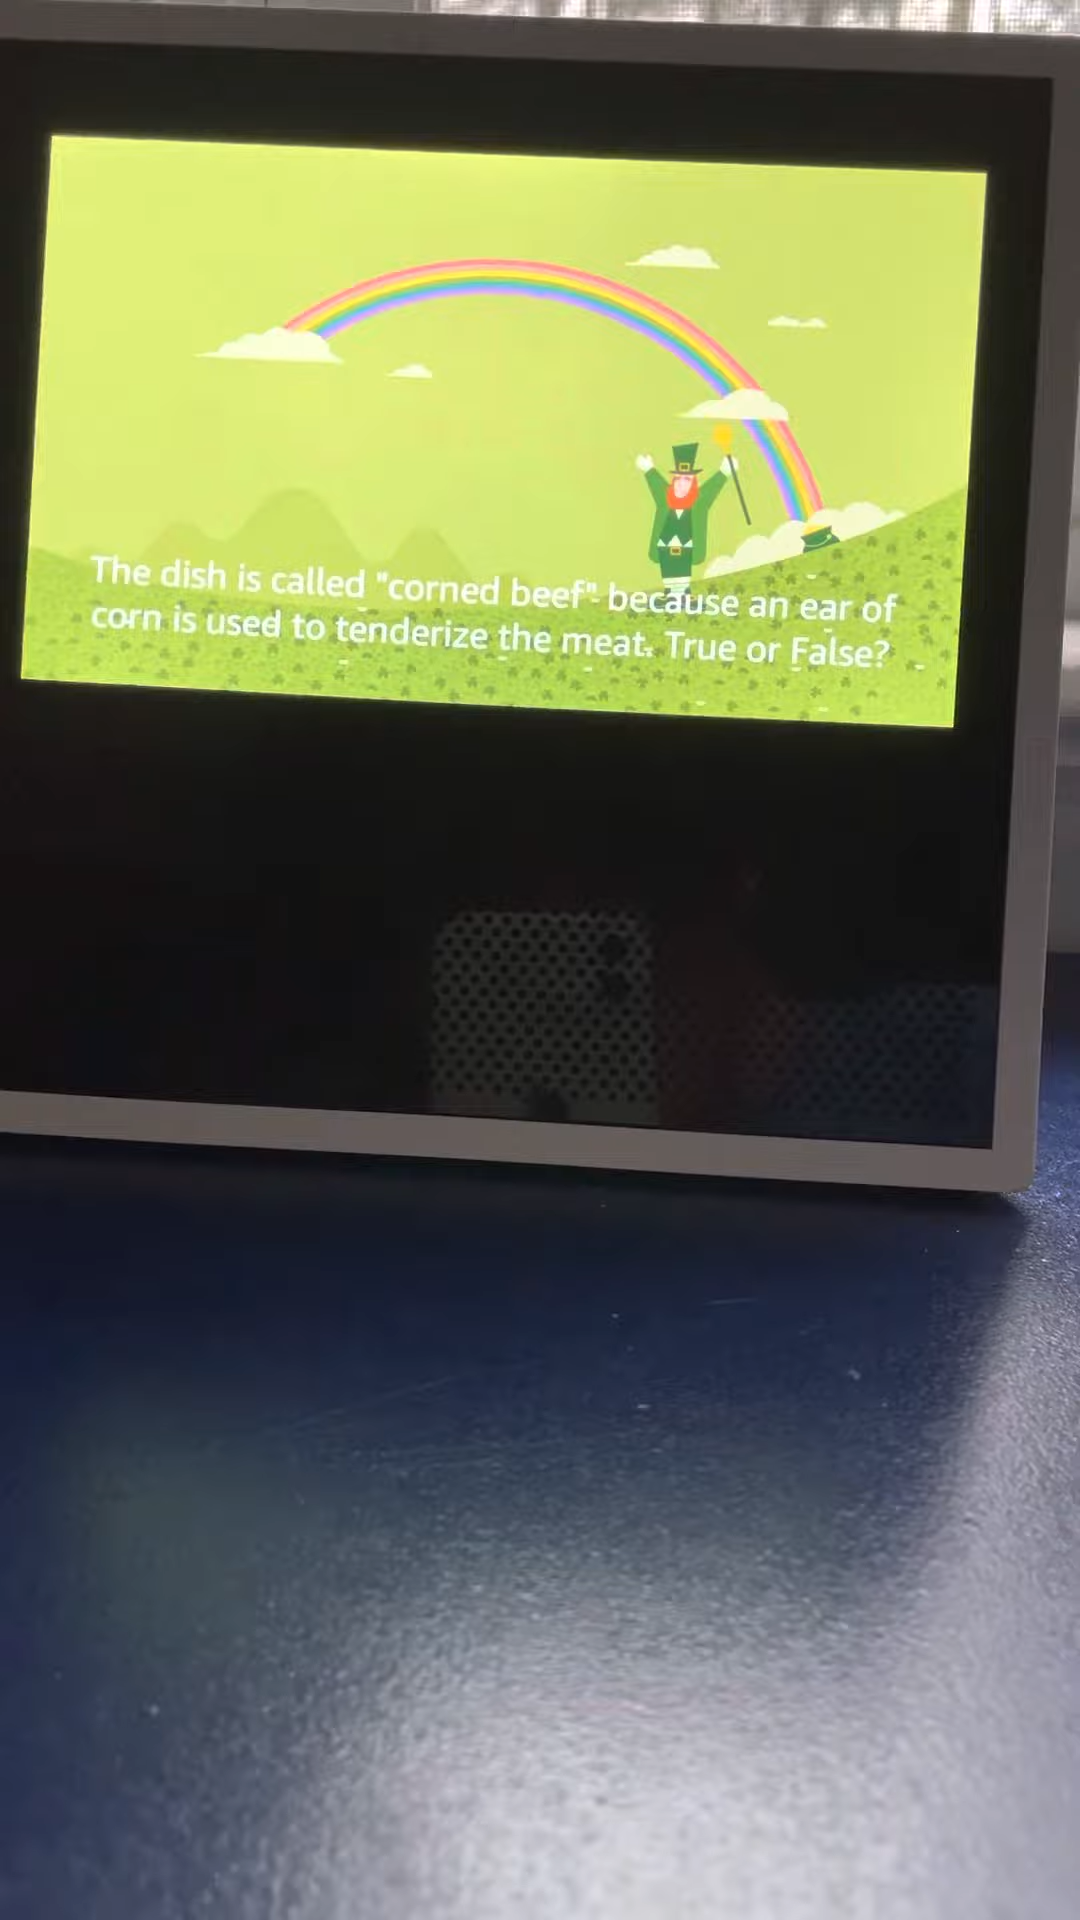 The dish is called "corned beef" because an ear of
corn is used to tenderize the meat. True or False?